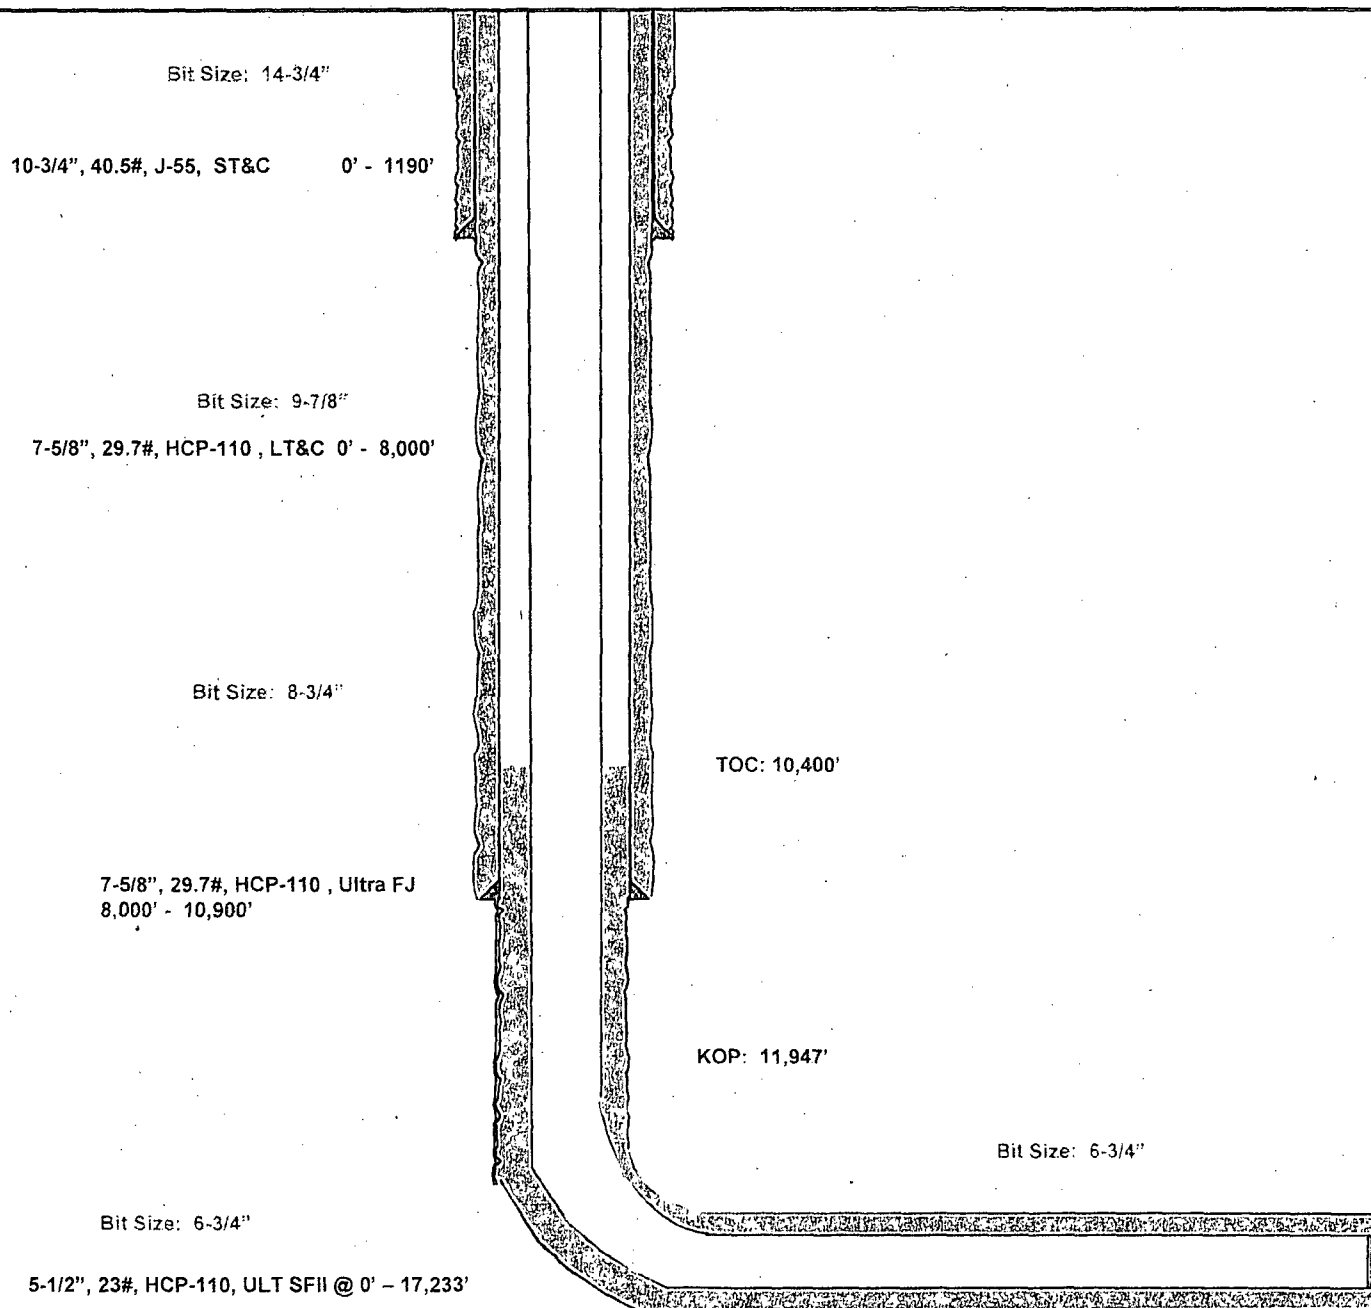 Bit Size: 14-3/4"
10-3/4", 40.5#, J-55, ST&C 0' - 1190'
Bit Size: 9-7/8"
7-5/8", 29.7#, HCP-110 , LT&C 0' - 8,000'
Bit Size: 8-3/4"
TOC: 10,400'
7-5/8", 29.7#, HCP-110 , Ultra FJ
8,000' - 10,900'
KOP: 11,947'
Bit Size: 6-3/4"
Bit Size: 6-3/4"
5-1/2", 23#, HCP-110, ULT SFII @ 0' – 17,233'